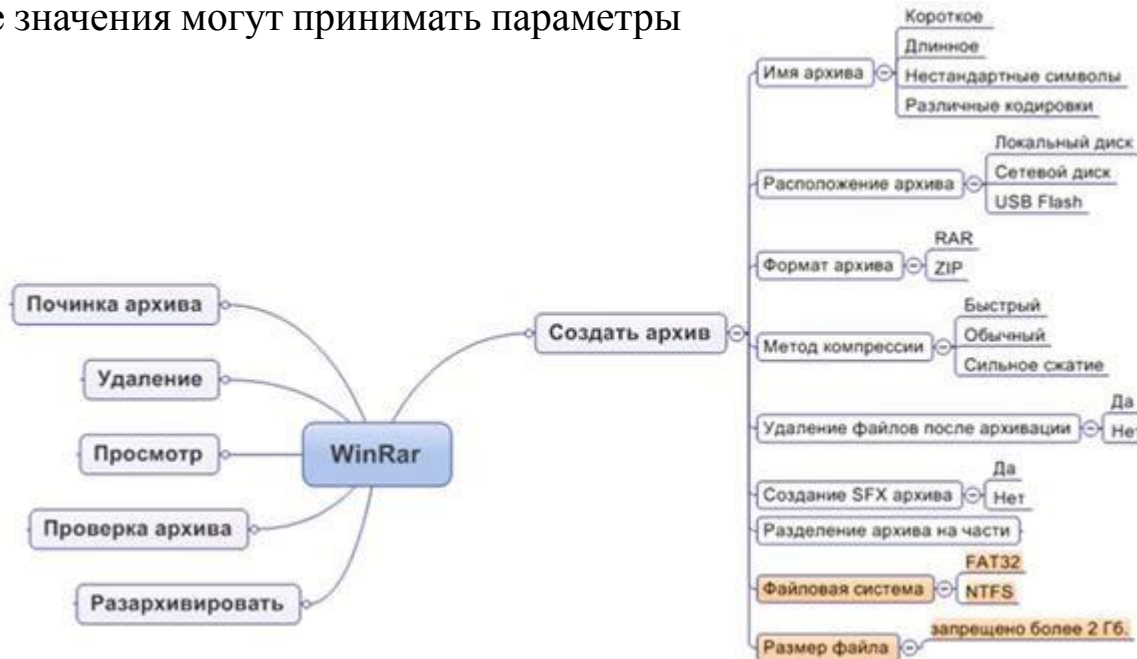 е значения могут принимать параметры
Починка архива
Удаление
Просмотр
Проверка архива
Разархивировать
WinRar
Создать архив
Имя архива
Короткое
Длинное
Нестандартные символы
Различные кодировки
Расположение архива
Локальный диск
Сетевой диск
USB Flash
Формат архива
RAR
ZIP
Метод компрессии
Быстрый
Обычный
Сильное сжатие
Удаление файлов после архивации
Да
Нет
Создание SFX архива
Да
Нет
Разделение архива на части
Файловая система
FAT32
NTFS
Размер файла
запрещено более 2 Гб.